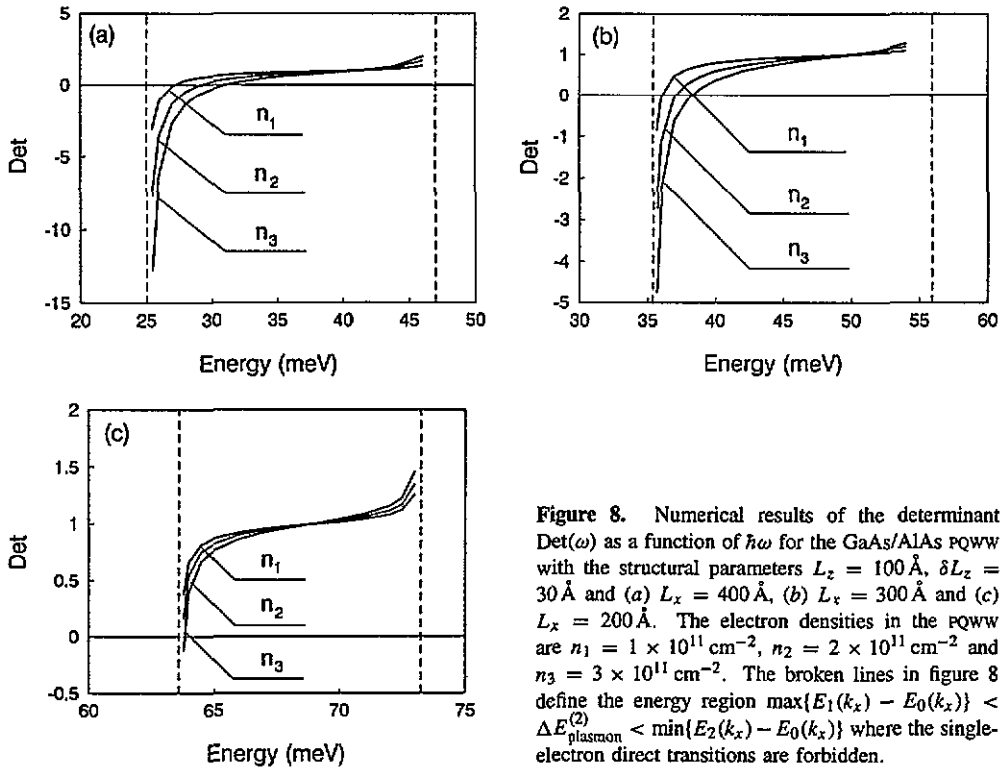 (a)
5
0
-5
-10
-15
Det
n1
n2
n3
20 25 30 35 40 45 50
Energy (meV)
(b)
2
1
0
-1
-2
-3
-4
-5
Det
n1
n2
n3
30 40 50 60
Energy (meV)
(c)
2
1.5
1
0.5
0
-0.5
Det
n1
n2
n3
60 65 70 75
Energy (meV)
Figure 8. Numerical results of the determinant
Det(ω) as a function of ħω for the GaAs/AlAs PQWW
with the structural parameters Lz = 100 Å, δLz =
30 Å and (a) Lx = 400 Å, (b) Lx = 300 Å and (c)
Lx = 200 Å. The electron densities in the PQWW
are n1 = 1 × 10^11 cm^-2, n2 = 2 × 10^11 cm^-2 and
n3 = 3 × 10^11 cm^-2. The broken lines in figure 8
define the energy region max{E1(kx) − E0(kx)} <
ΔE^(2)_plasmon < min{E2(kx) − E0(kx)} where the single-
electron direct transitions are forbidden.